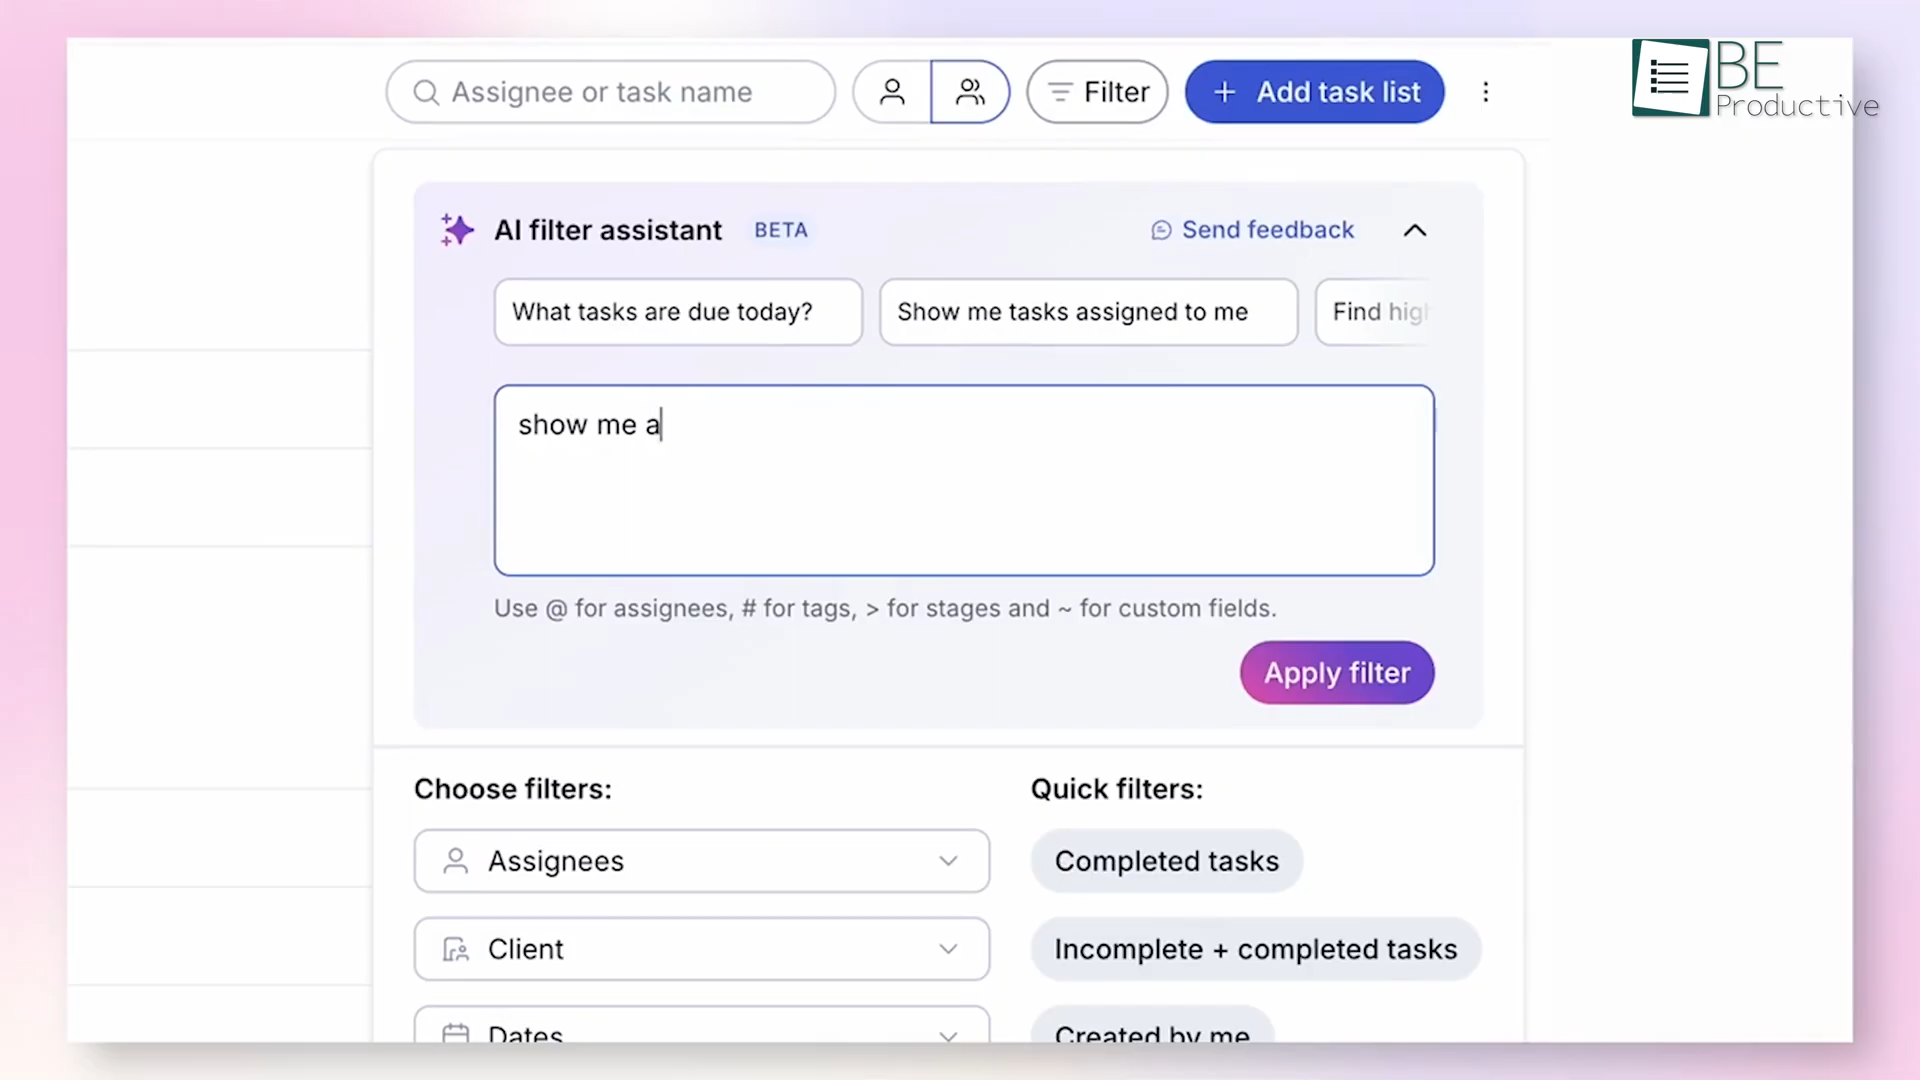 Assignee or task name
Filter
+ Add task list
BE
Productive
AI filter assistant BETA
Send feedback
What tasks are due today?
Show me tasks assigned to me
Find high
show me a
Use @ for assignees, # for tags, > for stages and ~ for custom fields.
Apply filter
Choose filters:
Quick filters:
Assignees
Completed tasks
Client
Incomplete + completed tasks
Dates
Created by me